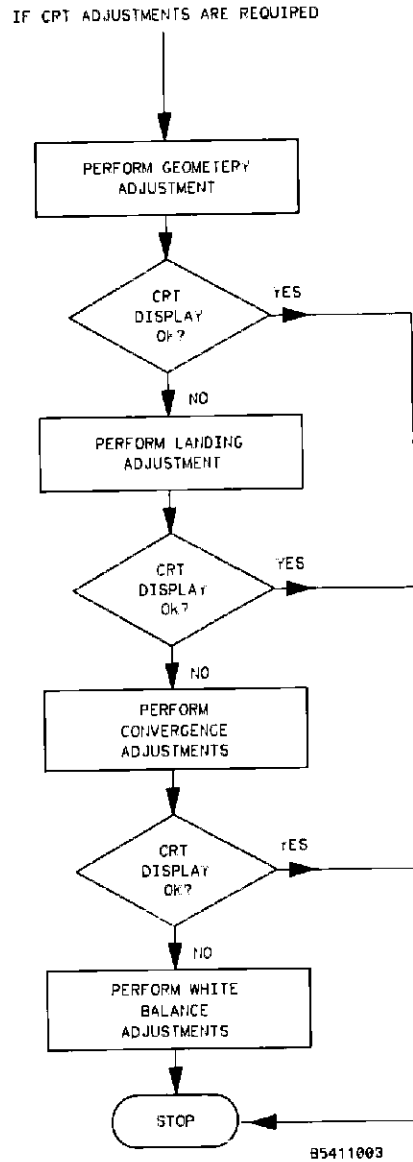 IF CRT ADJUSTMENTS ARE REQUIRED
PERFORM GEOMETERY
ADJUSTMENT
CRT
DISPLAY
OK?
YES
NO
PERFORM LANDING
ADJUSTMENT
CRT
DISPLAY
OK?
YES
NO
PERFORM
CONVERGENCE
ADJUSTMENTS
CRT
DISPLAY
OK?
YES
NO
PERFORM WHITE
BALANCE
ADJUSTMENTS
STOP
85411003